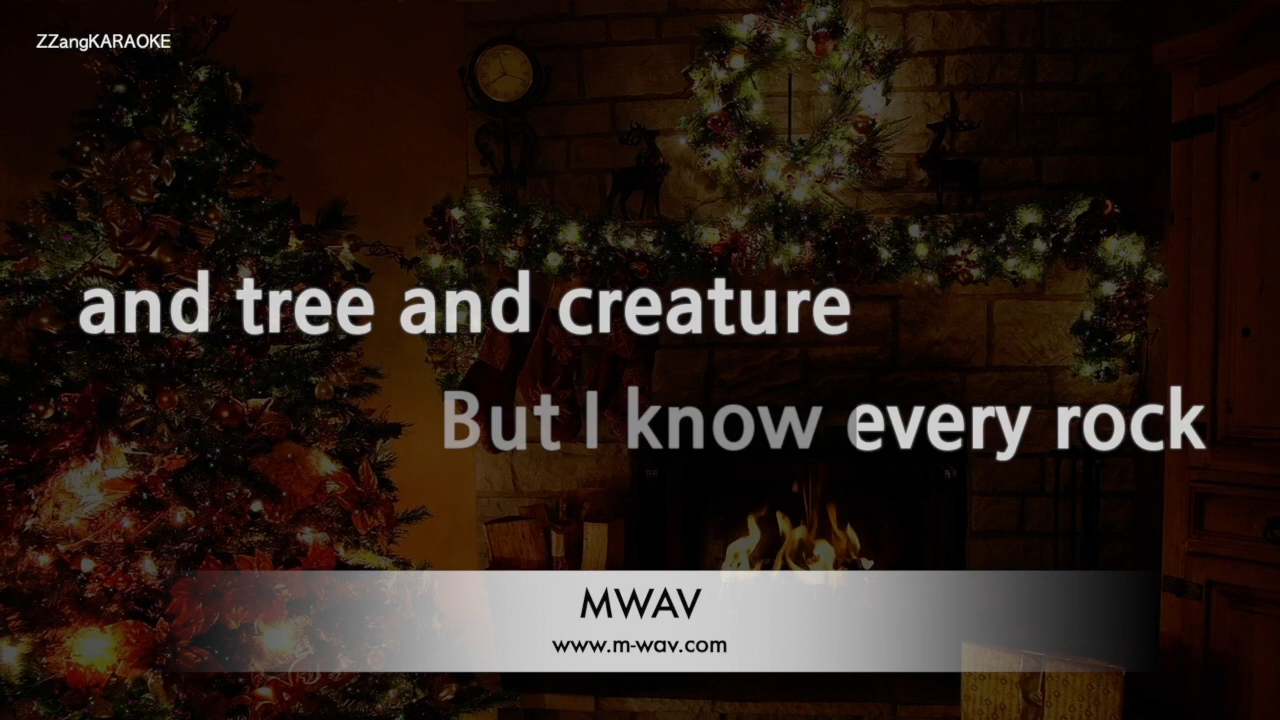 ZZangKARAOKE
and tree and creature
But I know every rock
MWAV
www.m-wav.com